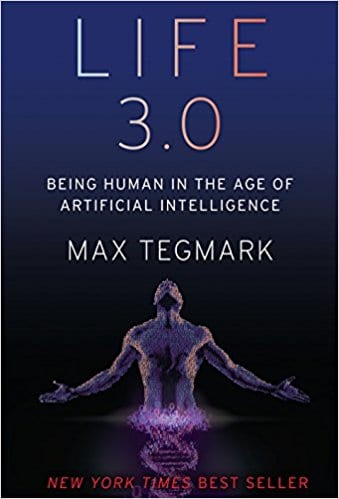 LIFE
3.0
BEING HUMAN IN THE AGE OF
ARTIFICIAL INTELLIGENCE
MAX TEGMARK
NEW YORK TIMES BEST SELLER